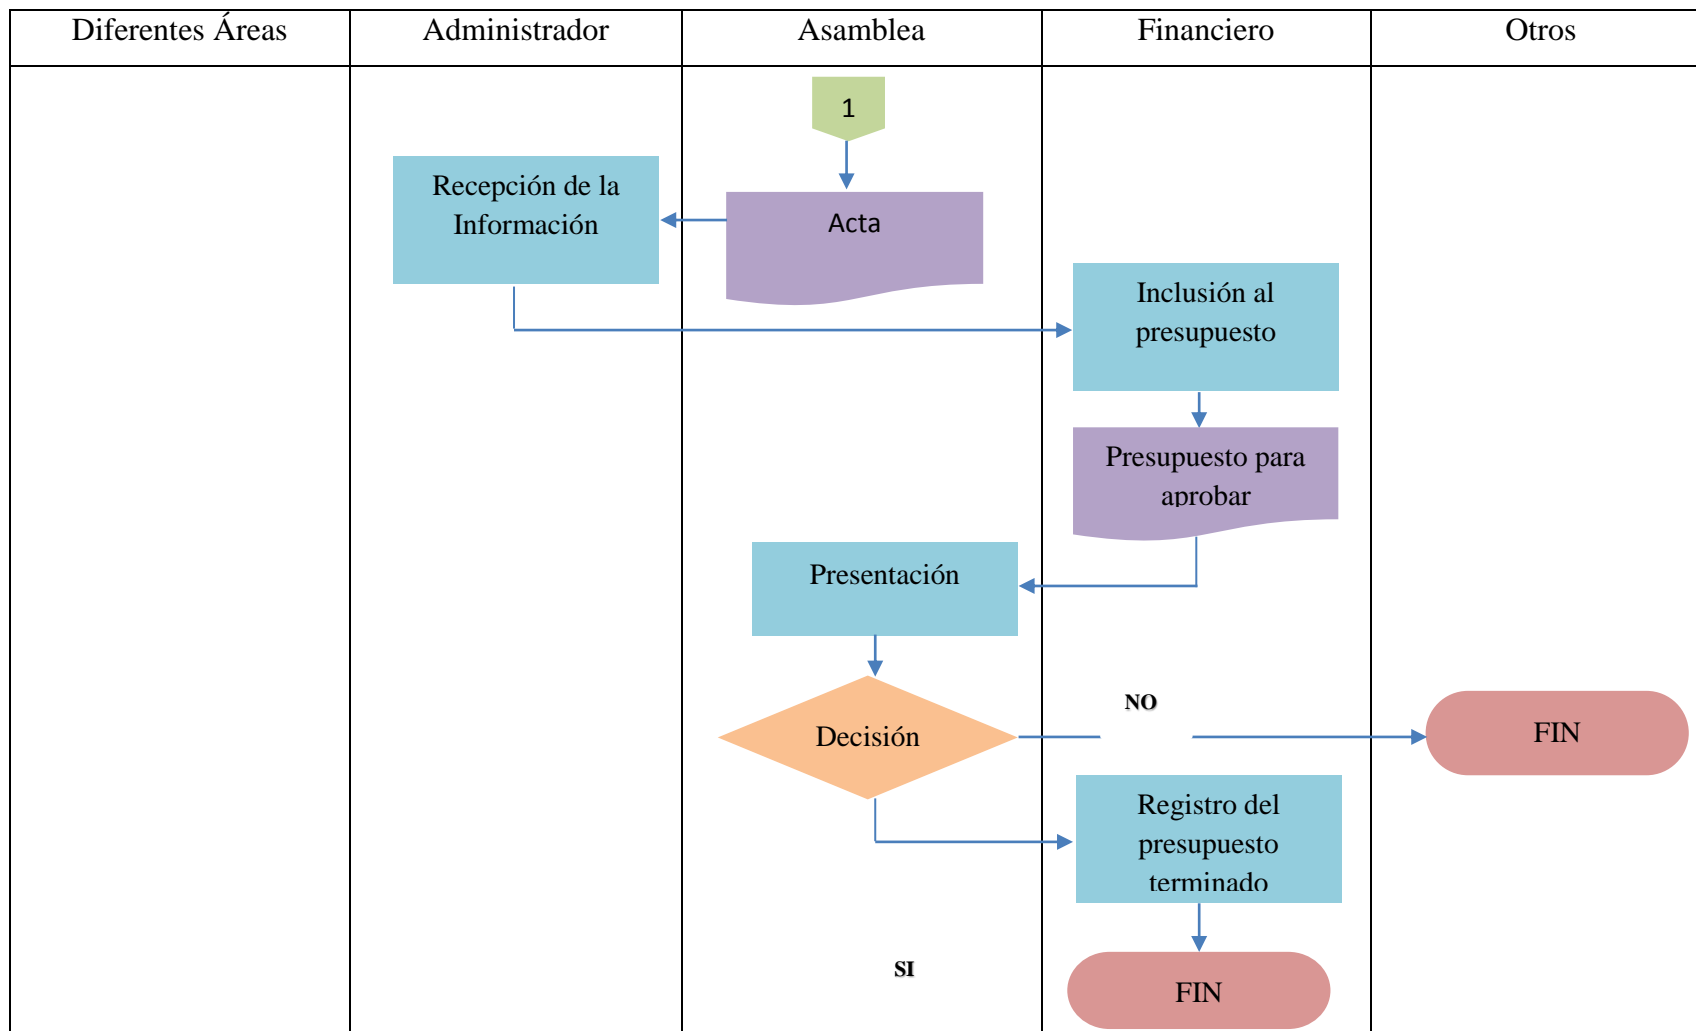 Diferentes Áreas
Administrador
Asamblea
Financiero
Otros
1
Recepción de la
Información
Acta
Inclusión al
presupuesto
Presupuesto para
aprobar
Presentación
NO
Decisión
FIN
Registro del
presupuesto
terminado
SI
FIN